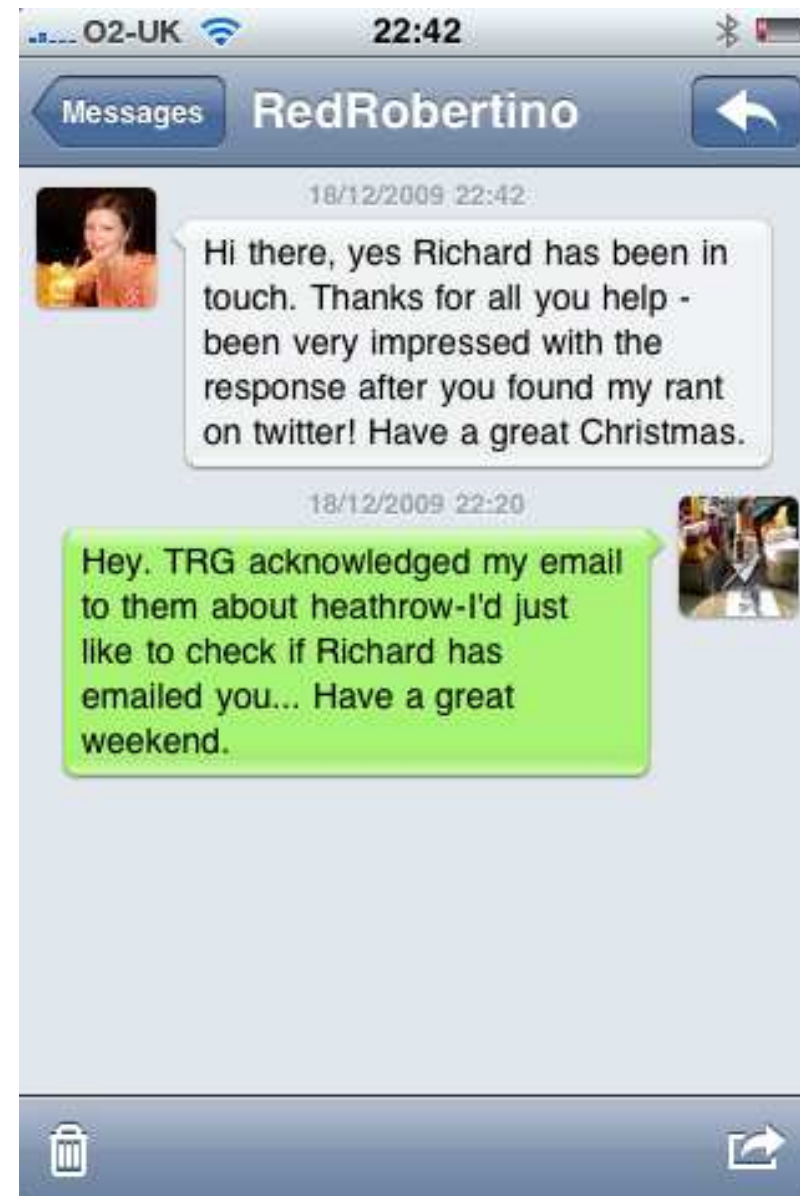 O2-UK 22:42
Messages RedRobertino
18/12/2009 22:42
Hi there, yes Richard has been in
touch. Thanks for all you help -
been very impressed with the
response after you found my rant
on twitter! Have a great Christmas.
18/12/2009 22:20
Hey. TRG acknowledged my email
to them about heathrow-I'd just
like to check if Richard has
emailed you... Have a great
weekend.